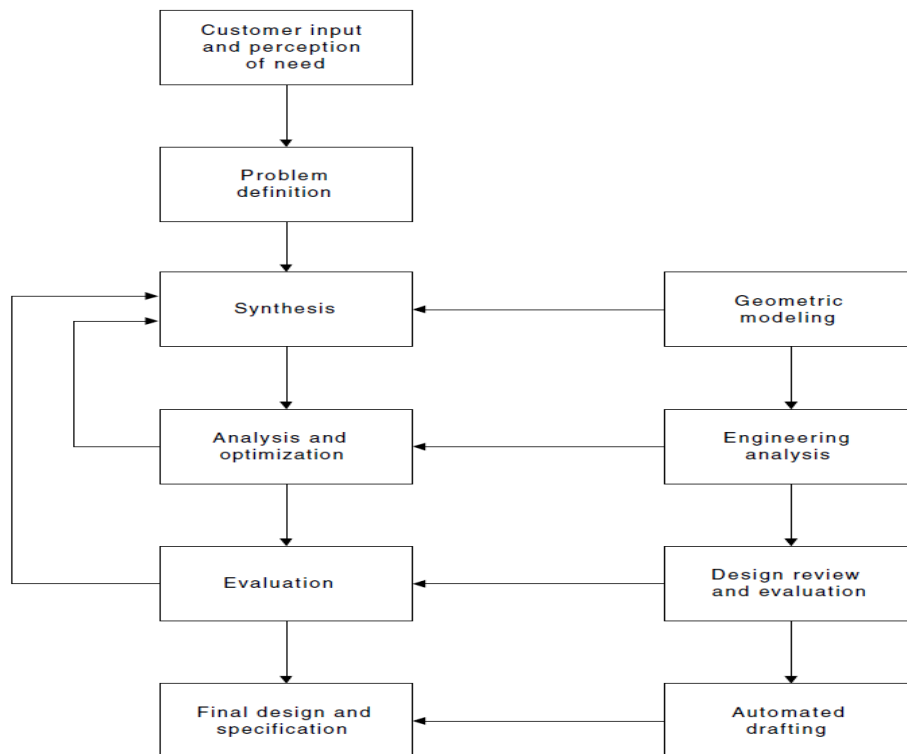 Customer input
and perception
of need
Problem
definition
Synthesis
Geometric
modeling
Analysis and
optimization
Engineering
analysis
Evaluation
Design review
and evaluation
Final design and
specification
Automated
drafting